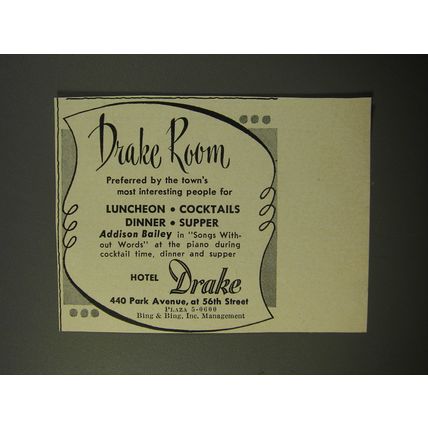 Drake Room
Preferred by the town's
most interesting people for
LUNCHEON • COCKTAILS
DINNER • SUPPER
Addison Bailey in "Songs With-
out Words" at the piano during
cocktail time, dinner and supper
HOTEL Drake
440 Park Avenue, at 56th Street
PLAZA 5-0600
Bing & Bing, Inc. Management